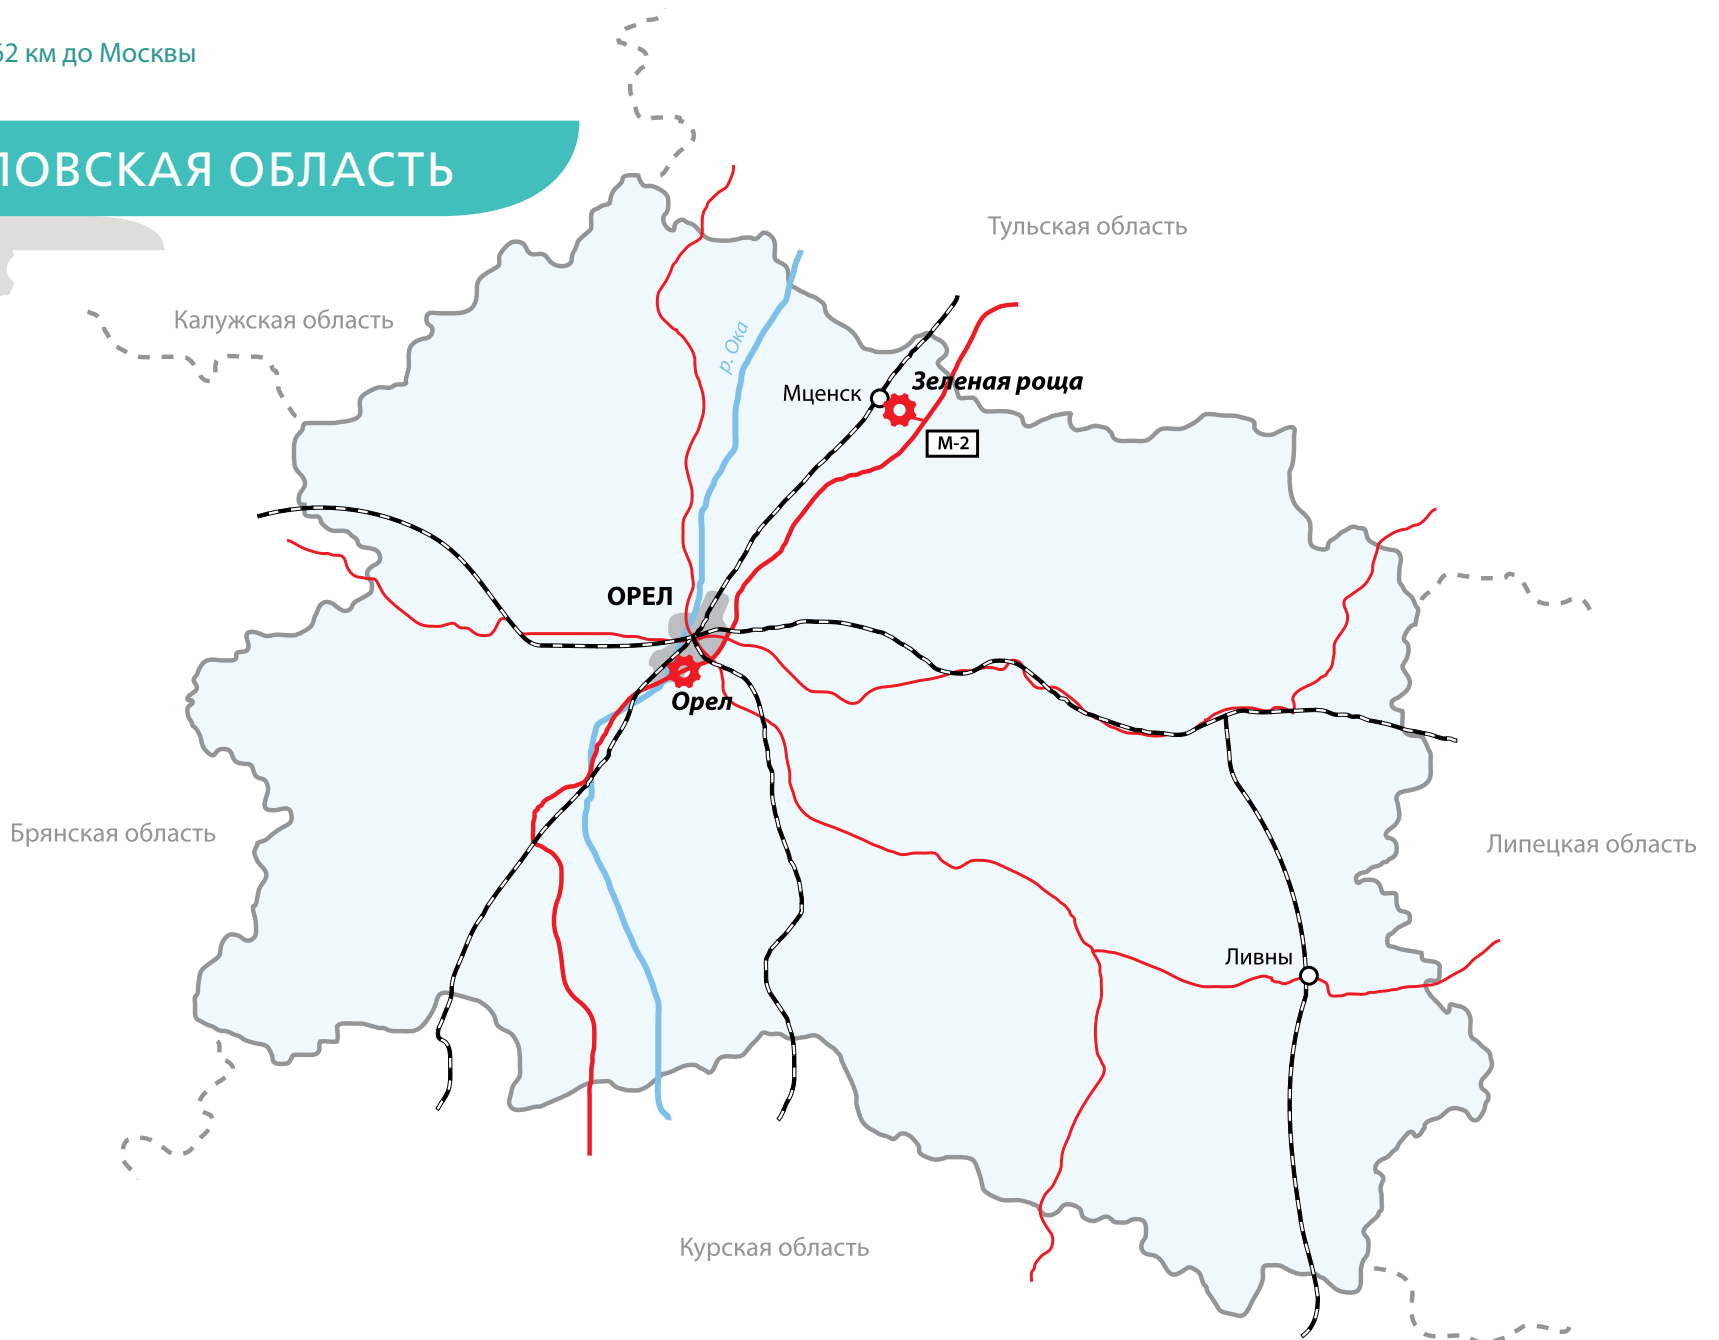 52 км до Москвы
ЛОВСКАЯ ОБЛАСТЬ
Тульская область
Калужская область
р. Ока
Зеленая роща
Мценск
М-2
ОРЕЛ
Орел
Брянская область
Липецкая область
Ливны
Курская область